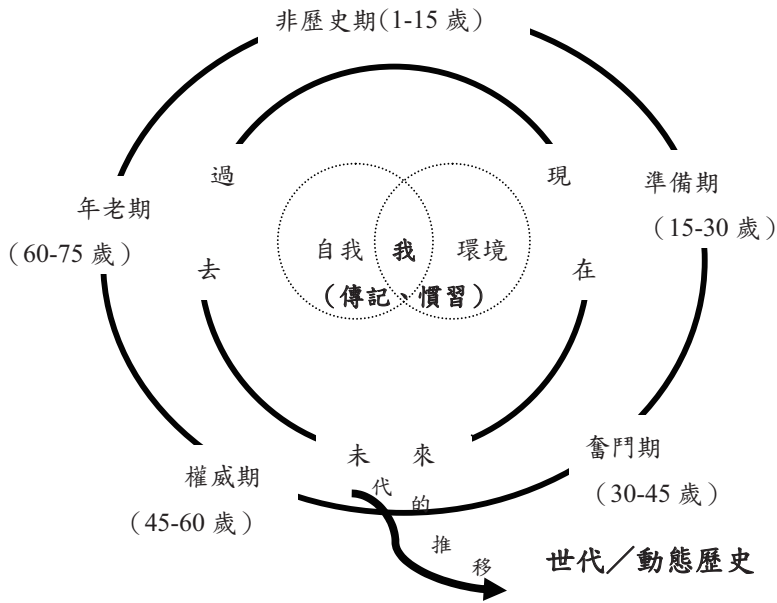 非歷史期(1-15 歲)
過去
現在
準備期
(15-30 歲)
年老期
(60-75 歲)
自我 我 環境
(傳記、慣習)
未來
奮鬥期
(30-45 歲)
權威期
(45-60 歲)
代的推移
世代／動態歷史